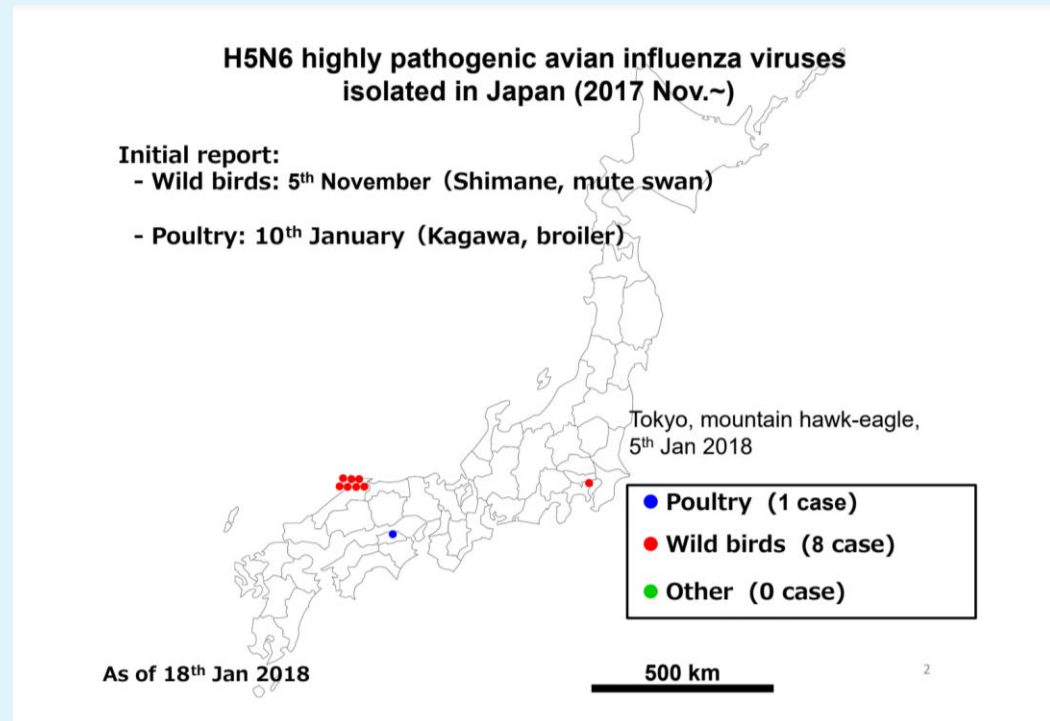 H5N6 highly pathogenic avian influenza viruses
isolated in Japan (2017 Nov.~)
Initial report:
- Wild birds: 5th November (Shimane, mute swan)
- Poultry: 10th January (Kagawa, broiler)
Tokyo, mountain hawk-eagle,
5th Jan 2018
Poultry (1 case)
Wild birds (8 case)
Other (0 case)
As of 18th Jan 2018
500 km
2